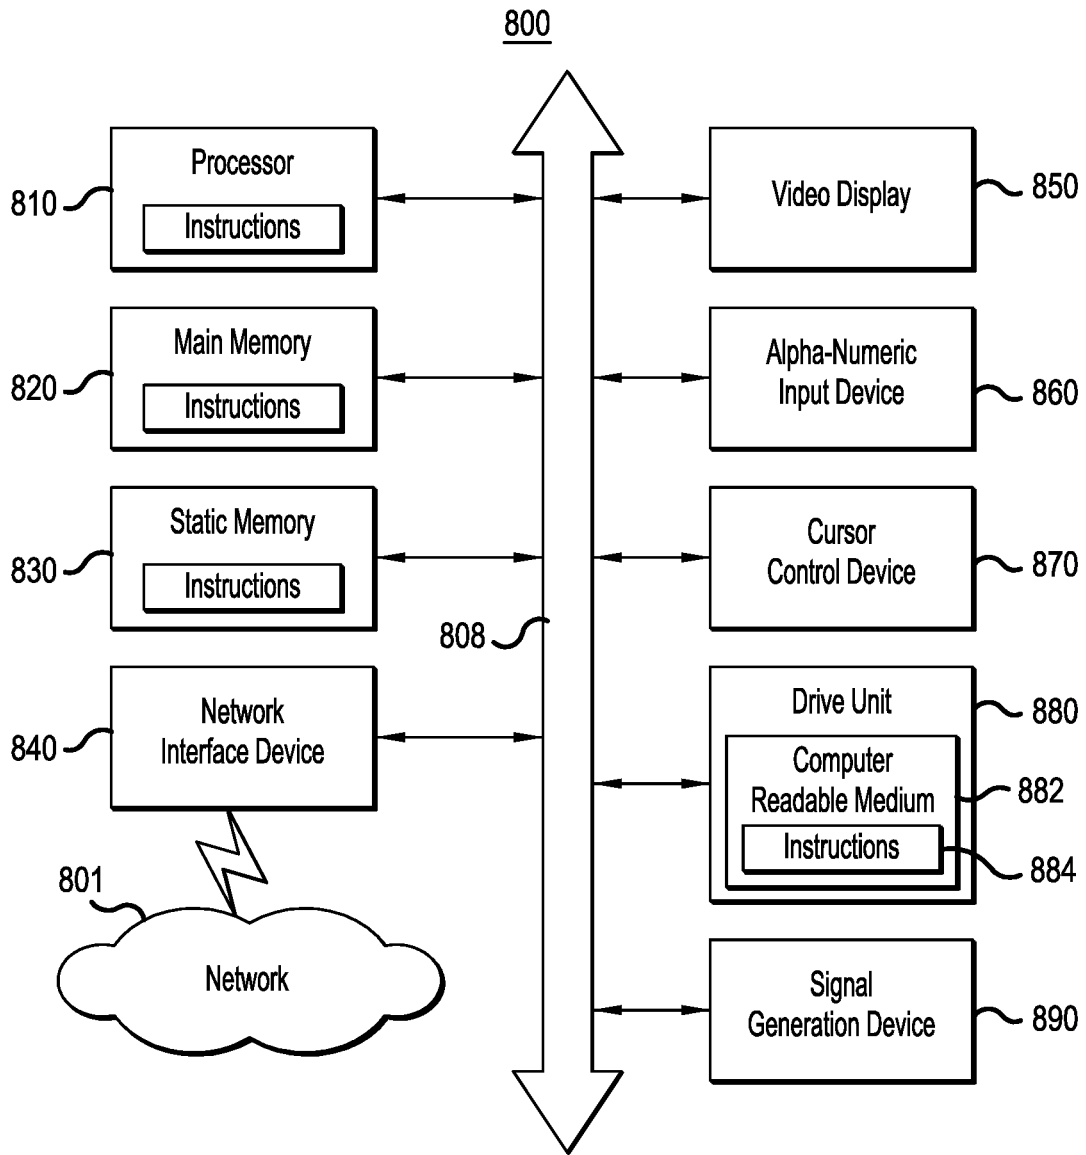 800
Processor
Instructions
810
Main Memory
Instructions
820
Static Memory
Instructions
830
808
Network
Interface Device
840
801
Network
Video Display
850
Alpha-Numeric
Input Device
860
Cursor
Control Device
870
Drive Unit
880
Computer
Readable Medium
882
Instructions
884
Signal
Generation Device
890